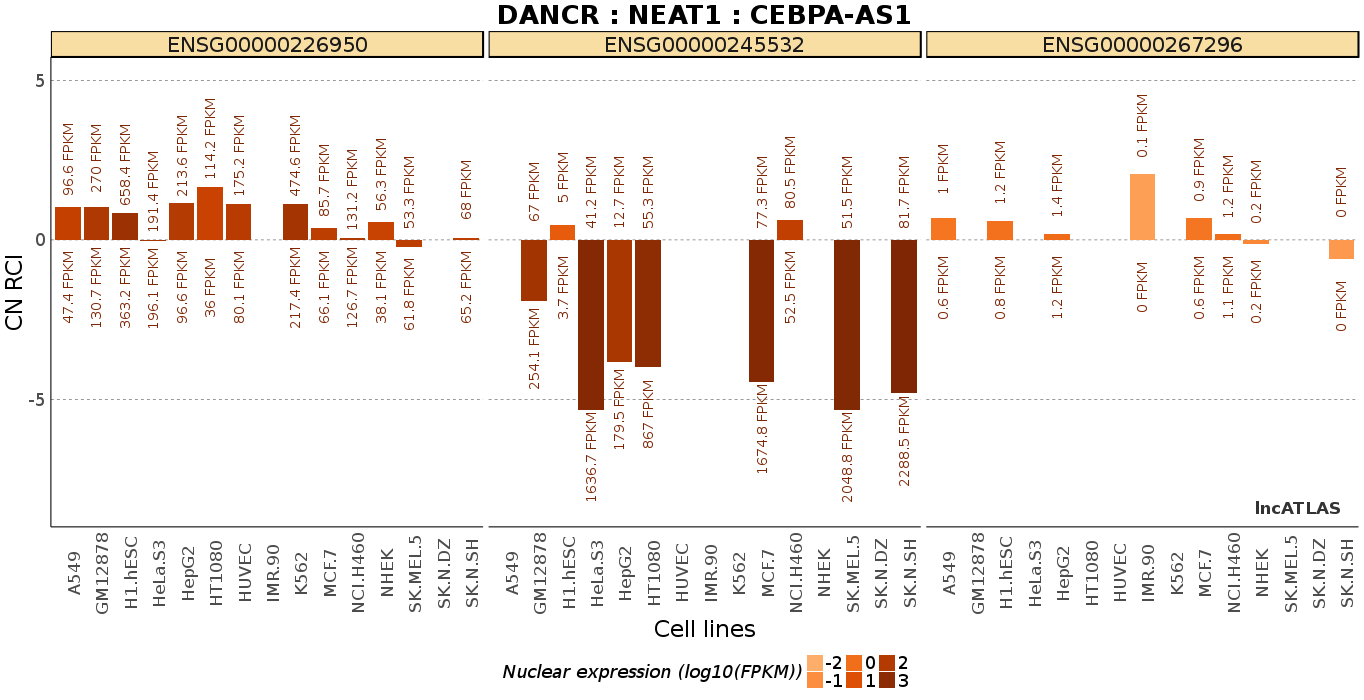 DANCR : NEAT1 : CEBPA-AS1
ENSG00000226950 ENSG00000245532 ENSG00000267296
CN RCI
5
0
-5
96.6 FPKM
270 FPKM
658.4 FPKM
191.4 FPKM
213.6 FPKM
114.2 FPKM
175.2 FPKM
474.6 FPKM
85.7 FPKM
131.2 FPKM
56.3 FPKM
53.3 FPKM
68 FPKM
47.4 FPKM
130.7 FPKM
363.2 FPKM
196.1 FPKM
96.6 FPKM
36 FPKM
80.1 FPKM
217.4 FPKM
66.1 FPKM
126.7 FPKM
38.1 FPKM
61.8 FPKM
65.2 FPKM
67 FPKM
5 FPKM
41.2 FPKM
12.7 FPKM
55.3 FPKM
77.3 FPKM
80.5 FPKM
51.5 FPKM
81.7 FPKM
254.1 FPKM
3.7 FPKM
1636.7 FPKM
179.5 FPKM
867 FPKM
1674.8 FPKM
52.5 FPKM
2048.8 FPKM
2288.5 FPKM
1 FPKM
1.2 FPKM
1.4 FPKM
0.1 FPKM
0.9 FPKM
1.2 FPKM
0.2 FPKM
0 FPKM
0.6 FPKM
0.8 FPKM
1.2 FPKM
0 FPKM
0.6 FPKM
1.1 FPKM
0.2 FPKM
0 FPKM
lncATLAS
A549
GM12878
H1.hESC
HeLa.S3
HepG2
HT1080
HUVEC
IMR.90
K562
MCF.7
NCI.H460
NHEK
SK.MEL.5
SK.N.DZ
SK.N.SH
A549
GM12878
H1.hESC
HeLa.S3
HepG2
HT1080
HUVEC
IMR.90
K562
MCF.7
NCI.H460
NHEK
SK.MEL.5
SK.N.DZ
SK.N.SH
A549
GM12878
H1.hESC
HeLa.S3
HepG2
HT1080
HUVEC
IMR.90
K562
MCF.7
NCI.H460
NHEK
SK.MEL.5
SK.N.DZ
SK.N.SH
Cell lines
Nuclear expression (log10(FPKM))
-2 0 2
-1 1 3